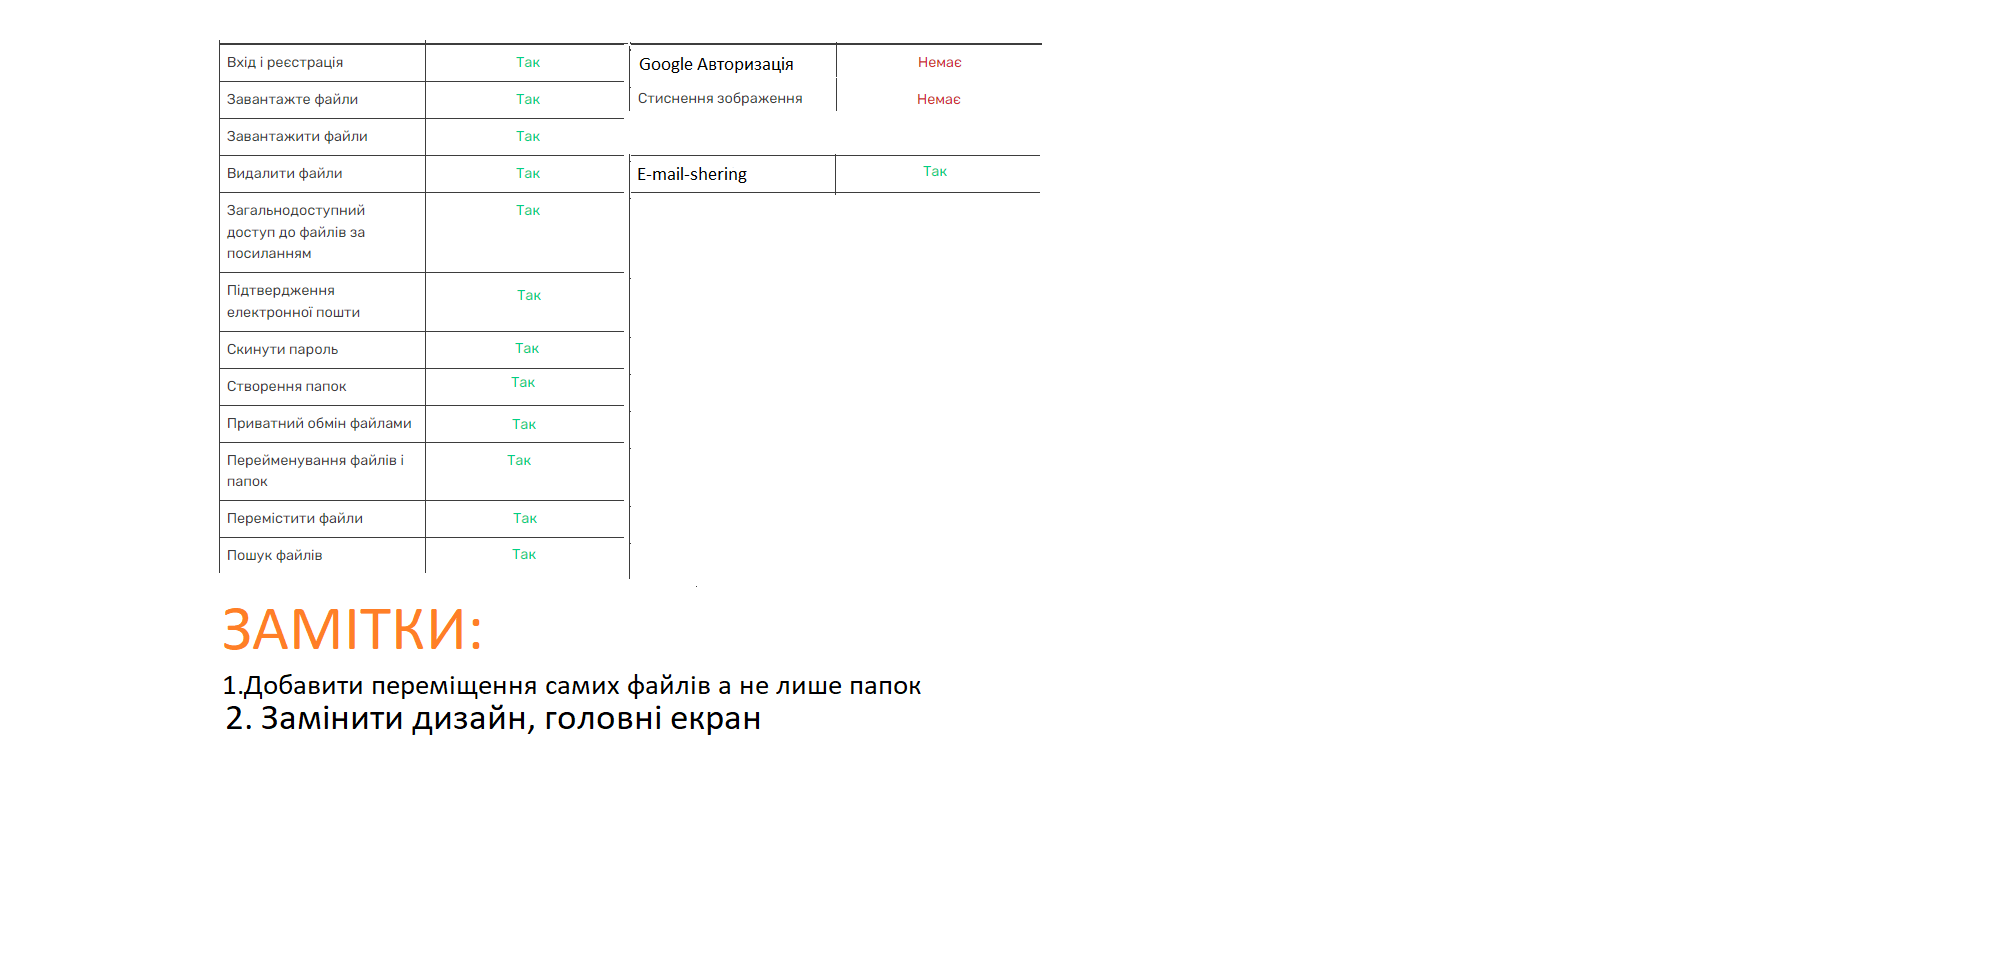 Вхід і реєстрація Так
Завантажте файли Так
Завантажити файли Так
Видалити файли Так
Загальнодоступний Так
доступ до файлів за
посиланням
Підтвердження
електронної пошти Так
Скинути пароль Так
Створення папок Так
Приватний обмін файлами Так
Перейменування файлів і Так
папок
Перемістити файли Так
Пошук файлів Так
Google Авторизація Немає
Стиснення зображення Немає
E-mail-shering Так
ЗАМІТКИ:
1.Добавити переміщення самих файлів а не лише папок
2. Замінити дизайн, головні екран